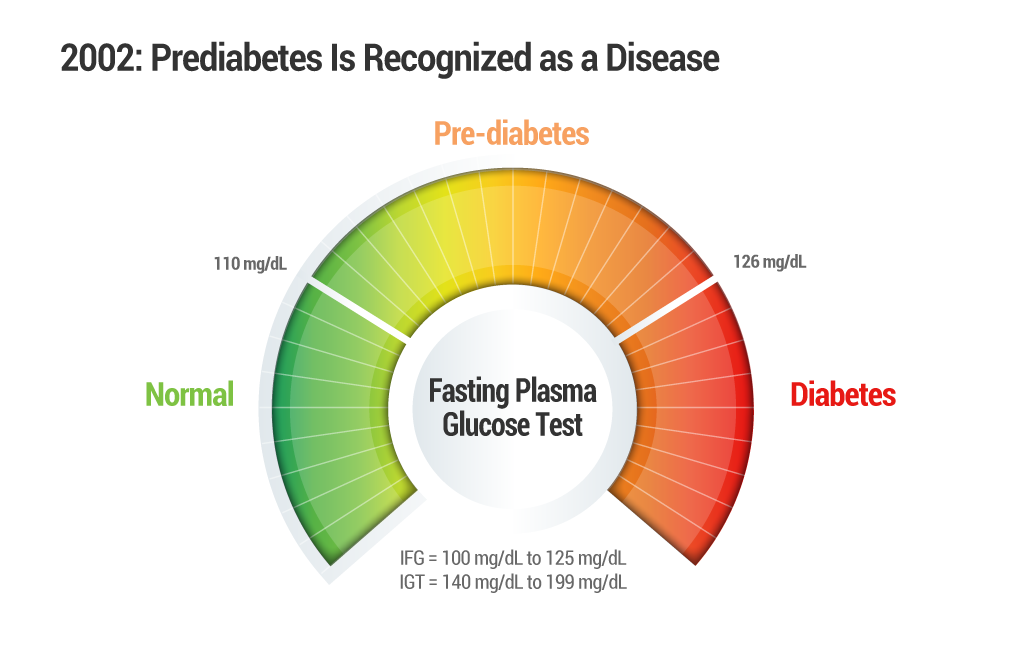 2002: Prediabetes Is Recognized as a Disease
Pre-diabetes
110 mg/dL
126 mg/dL
Normal
Fasting Plasma
Glucose Test
Diabetes
IFG = 100 mg/dL to 125 mg/dL
IGT = 140 mg/dL to 199 mg/dL